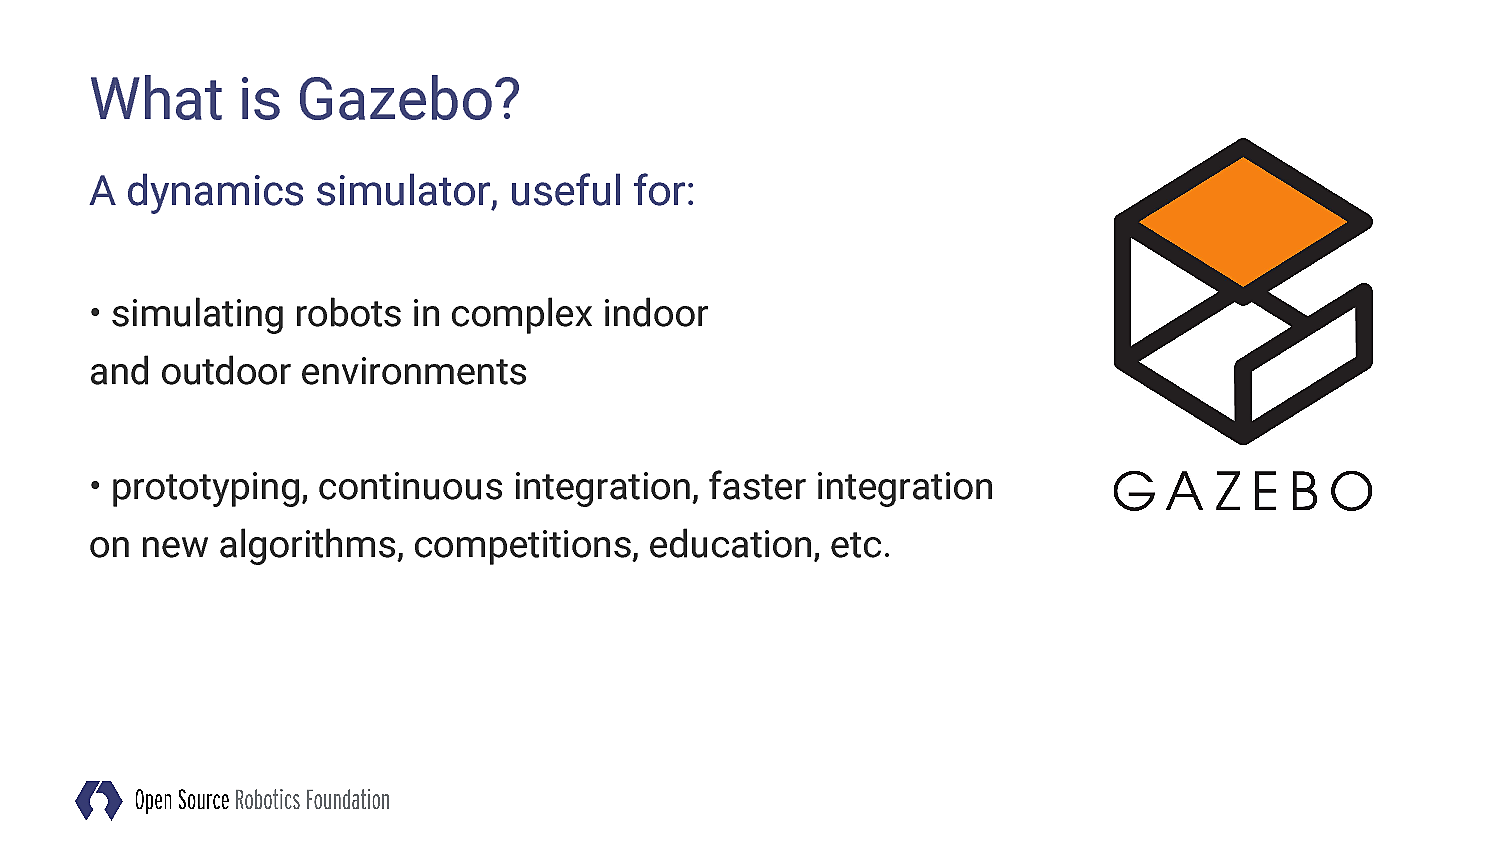 What is Gazebo?
A dynamics simulator, useful for:
• simulating robots in complex indoor
and outdoor environments
• prototyping, continuous integration, faster integration
on new algorithms, competitions, education, etc.
GAZEBO
Open Source Robotics Foundation